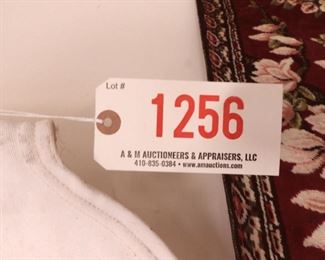 Lot #
1256
A & M AUCTIONEERS & APPRAISERS, LLC
410-835-0384 • www.amauctions.com